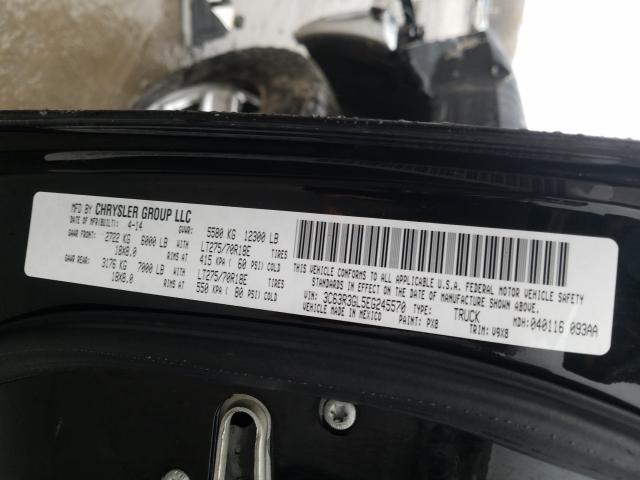 MFD BY CHRYSLER GROUP LLC
DATE OF MFR(BUILT): 4-14 GVWR: 5580 KG 12300 LB
GAWR FRONT: 2722 KG 6000 LB WITH LT275/70R18E TIRES
18X8.0 RIMS AT 415 KPA ( 60 PSI) COLD
GAWR REAR: 3176 KG 7000 LB WITH LT275/70R18E TIRES
18X8.0 RIMS AT 550 KPA ( 80 PSI) COLD
THIS VEHICLE CONFORMS TO ALL APPLICABLE U.S.A. FEDERAL MOTOR VEHICLE SAFETY
STANDARDS IN EFFECT ON THE DATE OF MANUFACTURE SHOWN ABOVE.
VIN: 3C63R3GL5EG245570 TYPE: TRUCK MDH:040116 093AA
VEHICLE MADE IN MEXICO PAINT: PX8 TRIM: V9X8